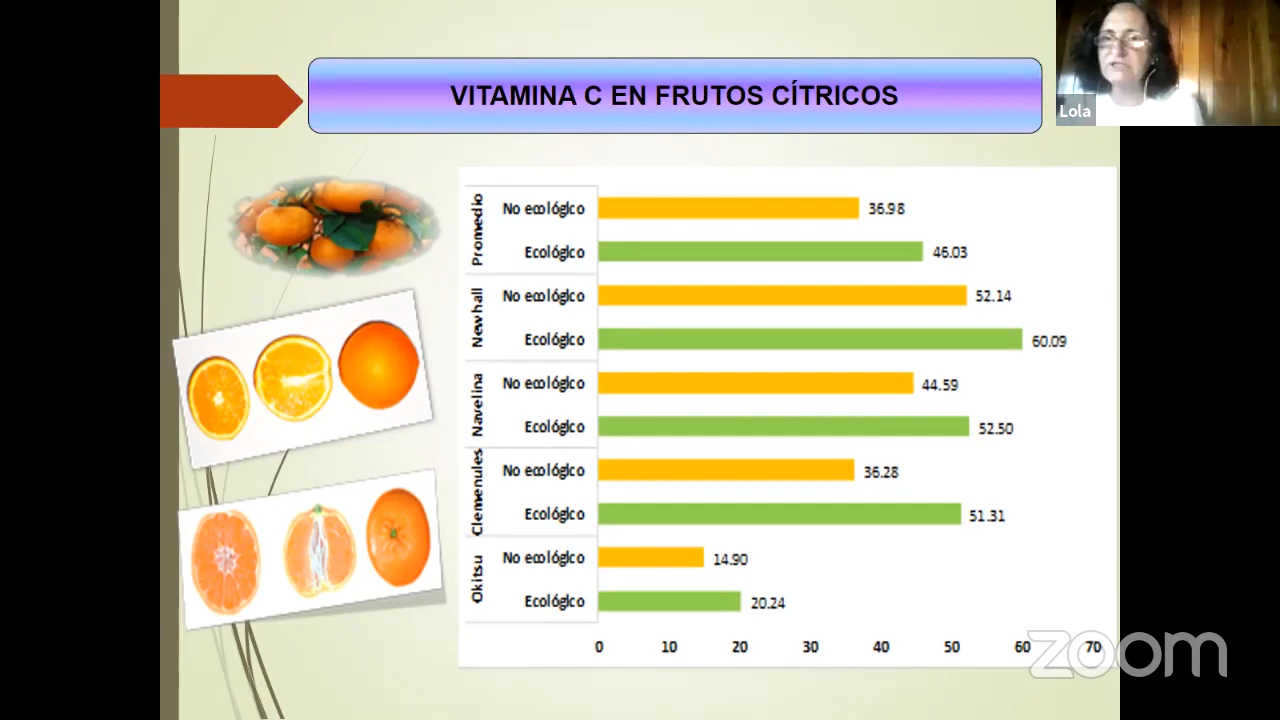 VITAMINA C EN FRUTOS CÍTRICOS
Lola
Promedio
No ecológico
36.98
Ecológico
46.03
Newhall
No ecológico
52.14
Ecológico
60.09
Navelina
No ecológico
44.59
Ecológico
52.50
Clemenules
No ecológico
36.28
Ecológico
51.31
Okitsu
No ecológico
14.90
Ecológico
20.24
0 10 20 30 40 50 60 70
zoom